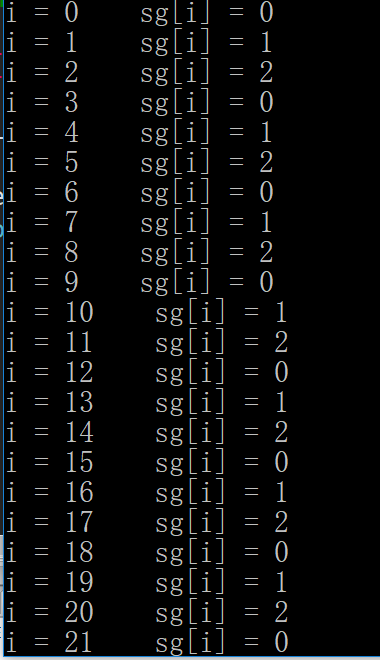 i = 0    sg[i] = 0
i = 1    sg[i] = 1
i = 2    sg[i] = 2
i = 3    sg[i] = 0
i = 4    sg[i] = 1
i = 5    sg[i] = 2
i = 6    sg[i] = 0
i = 7    sg[i] = 1
i = 8    sg[i] = 2
i = 9    sg[i] = 0
i = 10    sg[i] = 1
i = 11    sg[i] = 2
i = 12    sg[i] = 0
i = 13    sg[i] = 1
i = 14    sg[i] = 2
i = 15    sg[i] = 0
i = 16    sg[i] = 1
i = 17    sg[i] = 2
i = 18    sg[i] = 0
i = 19    sg[i] = 1
i = 20    sg[i] = 2
i = 21    sg[i] = 0